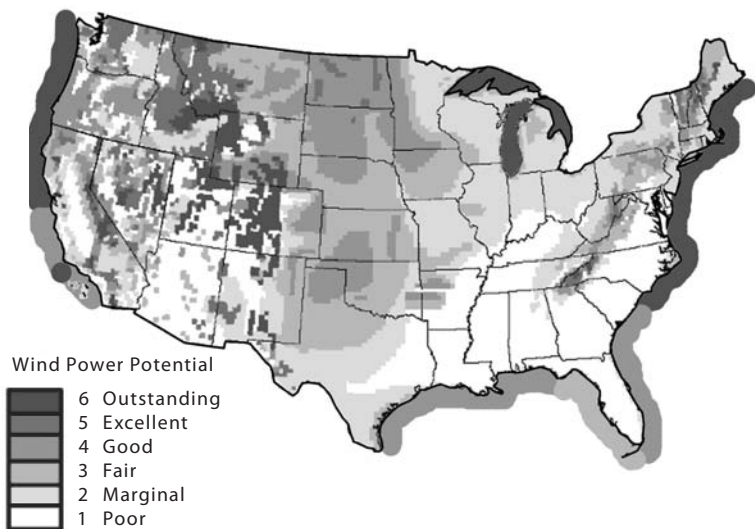 Wind Power Potential
6 Outstanding
5 Excellent
4 Good
3 Fair
2 Marginal
1 Poor